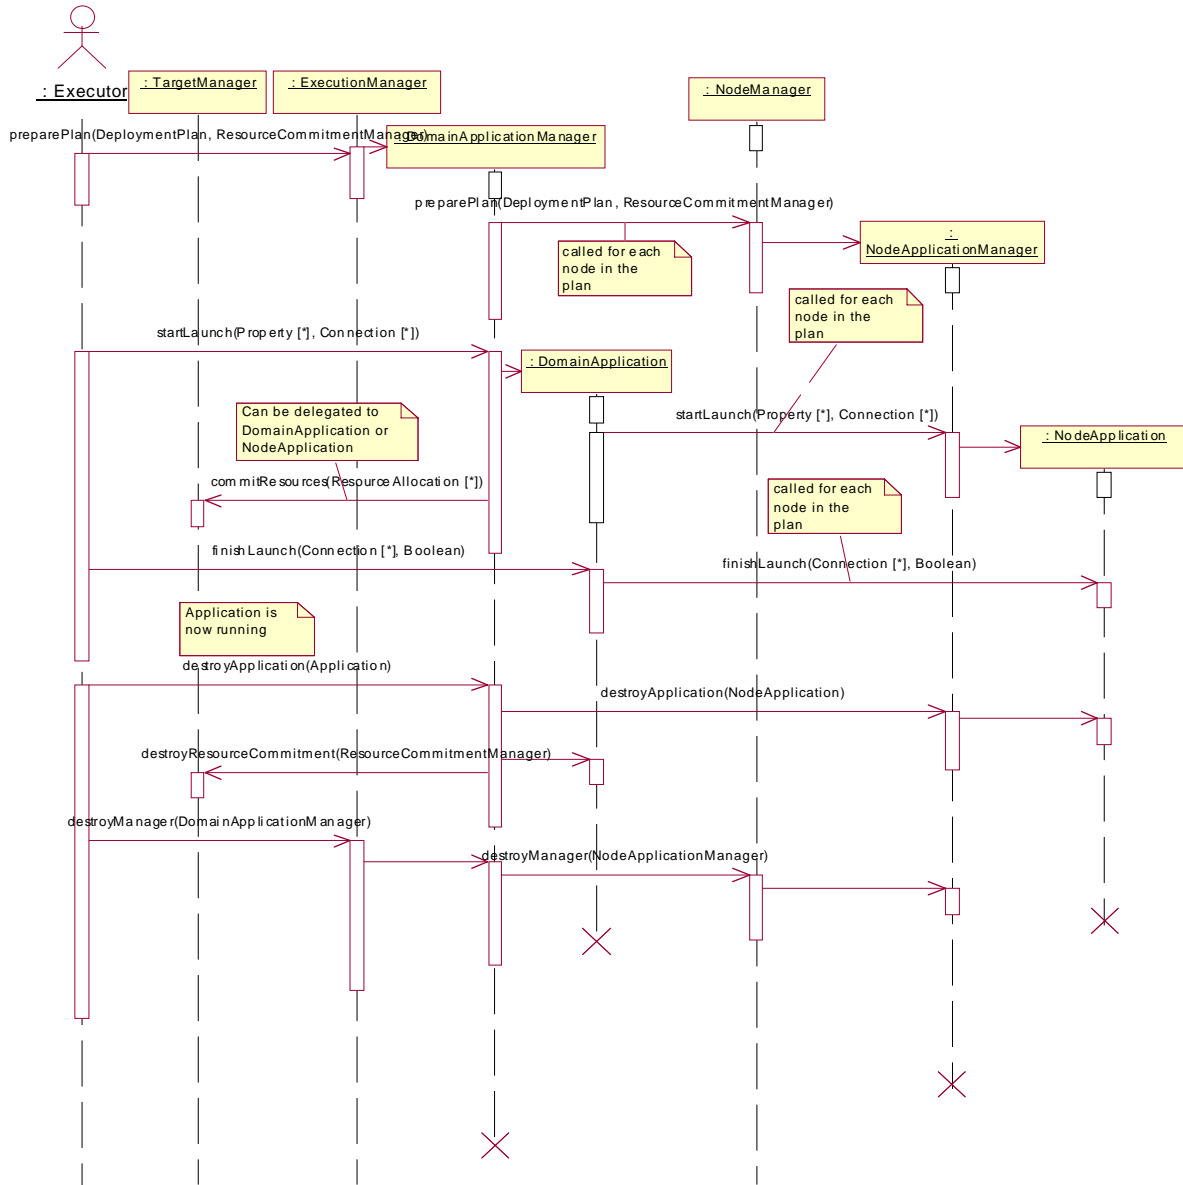 : Executor
: TargetManager
: ExecutionManager
: NodeManager
preparePlan(DeploymentPlan, ResourceCommitmentManager)
: DomainApplicationManager
preparePlan(DeploymentPlan, ResourceCommitmentManager)
:
NodeApplicationManager
called for each
node in the
plan
called for each
node in the
plan
startLaunch(Property [*], Connection [*])
: DomainApplication
Can be delegated to
DomainApplication or
NodeApplication
startLaunch(Property [*], Connection [*])
: NodeApplication
commitResources(ResourceAllocation [*])
called for each
node in the
plan
finishLaunch(Connection [*], Boolean)
finishLaunch(Connection [*], Boolean)
Application is
now running
destroyApplication(Application)
destroyApplication(NodeApplication)
destroyResourceCommitment(ResourceCommitmentManager)
destroyManager(DomainApplicationManager)
destroyManager(NodeApplicationManager)